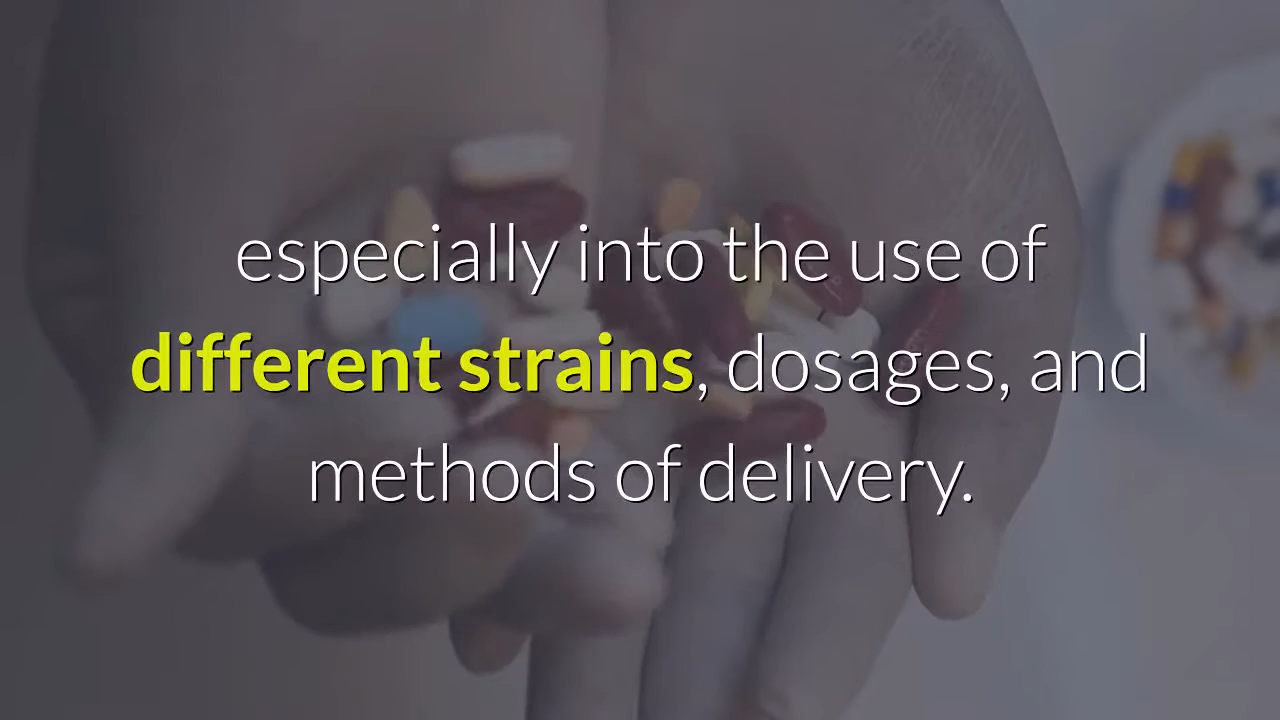 especially into the use of
different strains, dosages, and
methods of delivery.